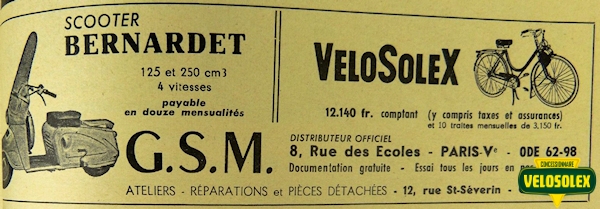 SCOOTER
BERNARDET
125 et 250 cm3
4 vitesses
payable
en douze mensualités
VELOSOLEX
12.140 fr. comptant (y compris taxes et assurances)
et 10 traites mensuelles de 3,150 fr.
G.S.M.
DISTRIBUTEUR OFFICIEL
8, Rue des Ecoles - PARIS-Ve - ODE 62-98
Documentation gratuite - Essai tous les jours en
ATELIERS - RÉPARATIONS et PIÈCES DÉTACHÉES - 12, rue St-Séverin -
CONCESSIONNAIRE
VELOSOLEX